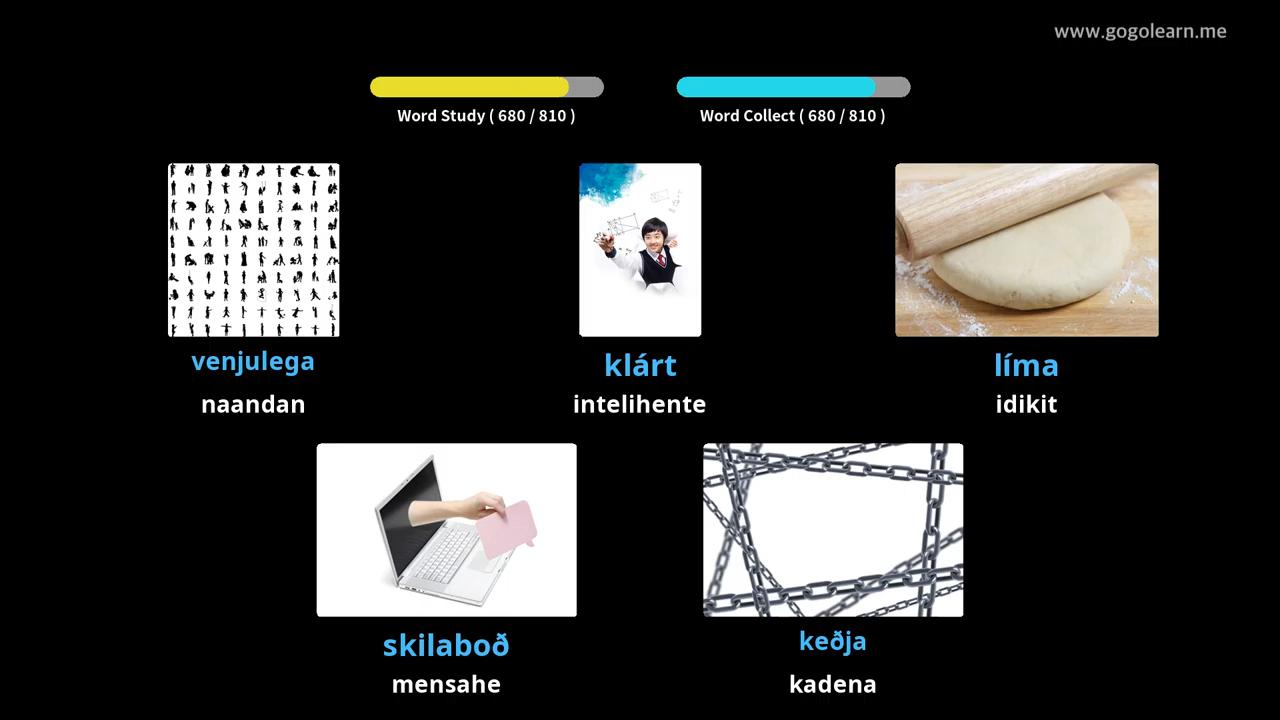 www.gogolearn.me
Word Study ( 680 / 810 )
Word Collect ( 680 / 810 )
venjulega
naandan
klárt
intelihente
líma
idikit
skilaboð
mensahe
keðja
kadena